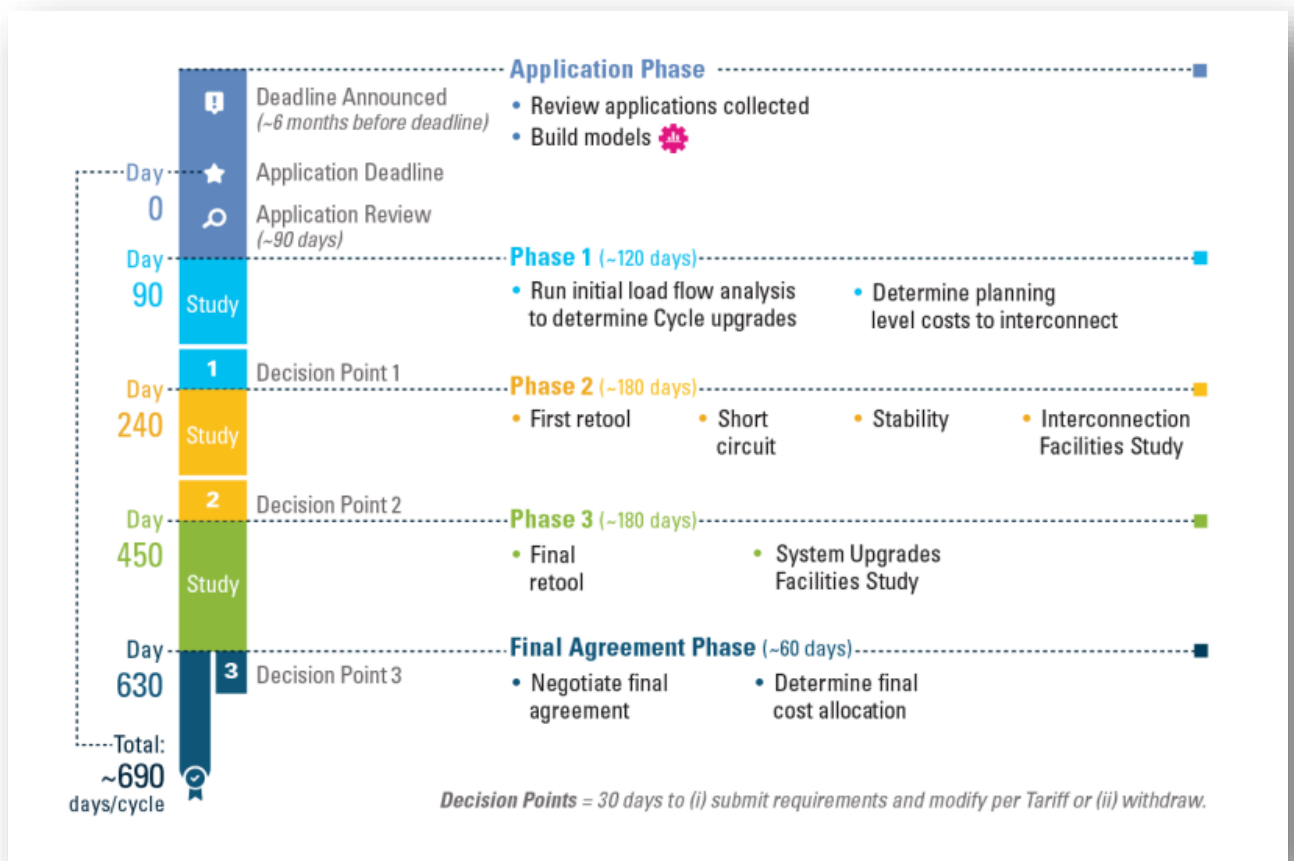 Application Phase
Deadline Announced
(~6 months before deadline)
• Review applications collected
• Build models
Day
0
Application Deadline
Application Review
(~90 days)
Day
90
Study
Phase 1 (~120 days)
• Run initial load flow analysis
to determine Cycle upgrades
• Determine planning
level costs to interconnect
1
Decision Point 1
Day
240
Study
Phase 2 (~180 days)
• First retool
• Short
circuit
• Stability
• Interconnection
Facilities Study
2
Decision Point 2
Day
450
Study
Phase 3 (~180 days)
• Final
retool
• System Upgrades
Facilities Study
Day
630
3
Decision Point 3
Final Agreement Phase (~60 days)
• Negotiate final
agreement
• Determine final
cost allocation
Total:
~690
days/cycle
Decision Points = 30 days to (i) submit requirements and modify per Tariff or (ii) withdraw.